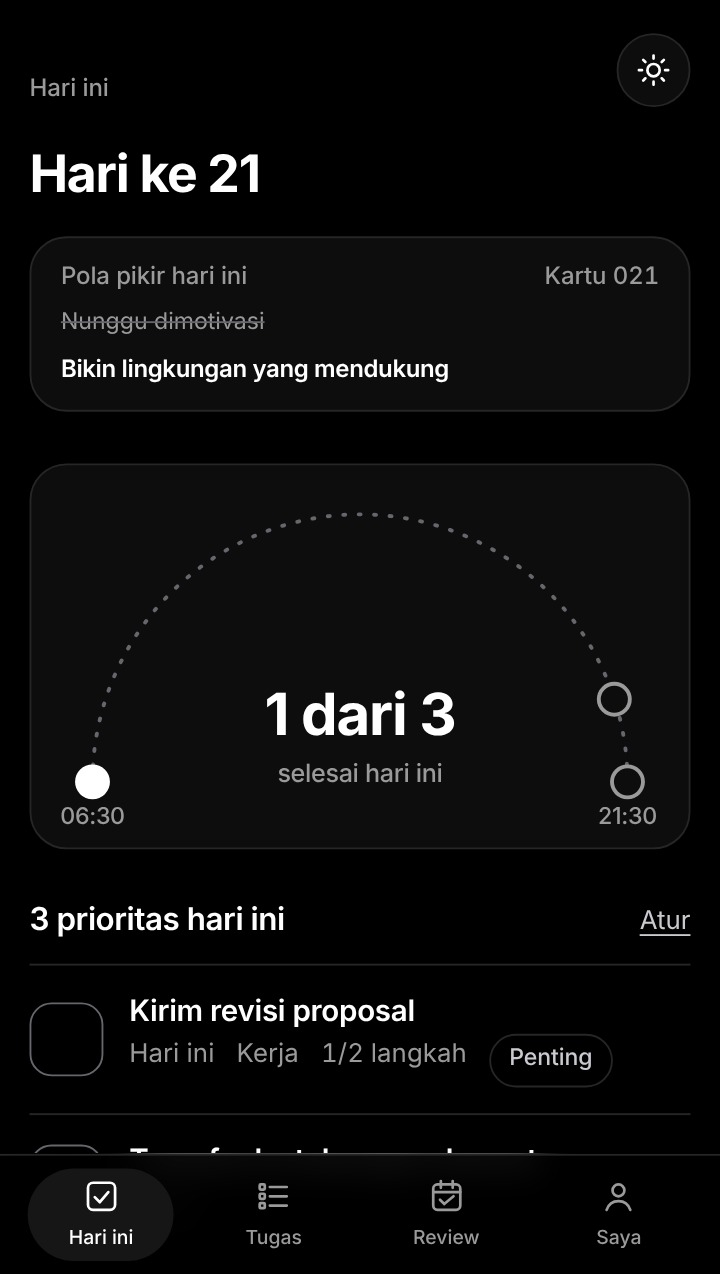 Hari ini
Hari ke 21
Pola pikir hari ini Kartu 021
Nunggu dimotivasi
Bikin lingkungan yang mendukung
1 dari 3
selesai hari ini
06:30 21:30
3 prioritas hari ini Atur
Kirim revisi proposal
Hari ini Kerja 1/2 langkah Penting
Hari ini Tugas Review Saya